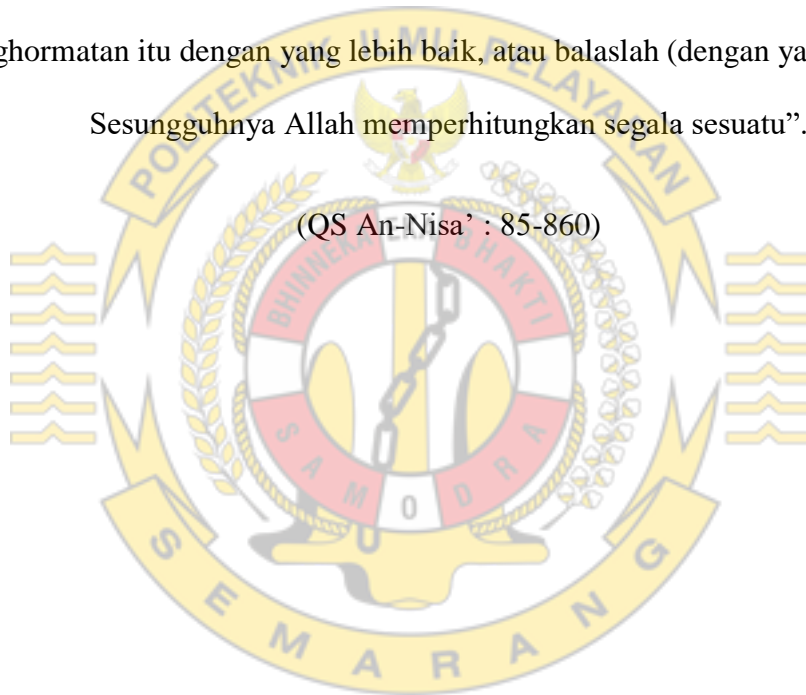 ghormatan itu dengan yang lebih baik, atau balaslah (dengan ya
Sesungguhnya Allah memperhitungkan segala sesuatu”.
(QS An-Nisa’ : 85-860)
POLITEKNIK ILMU PELAYARAN
BHINNEKA EKA BHAKTI
SAMODRA
SEMARANG